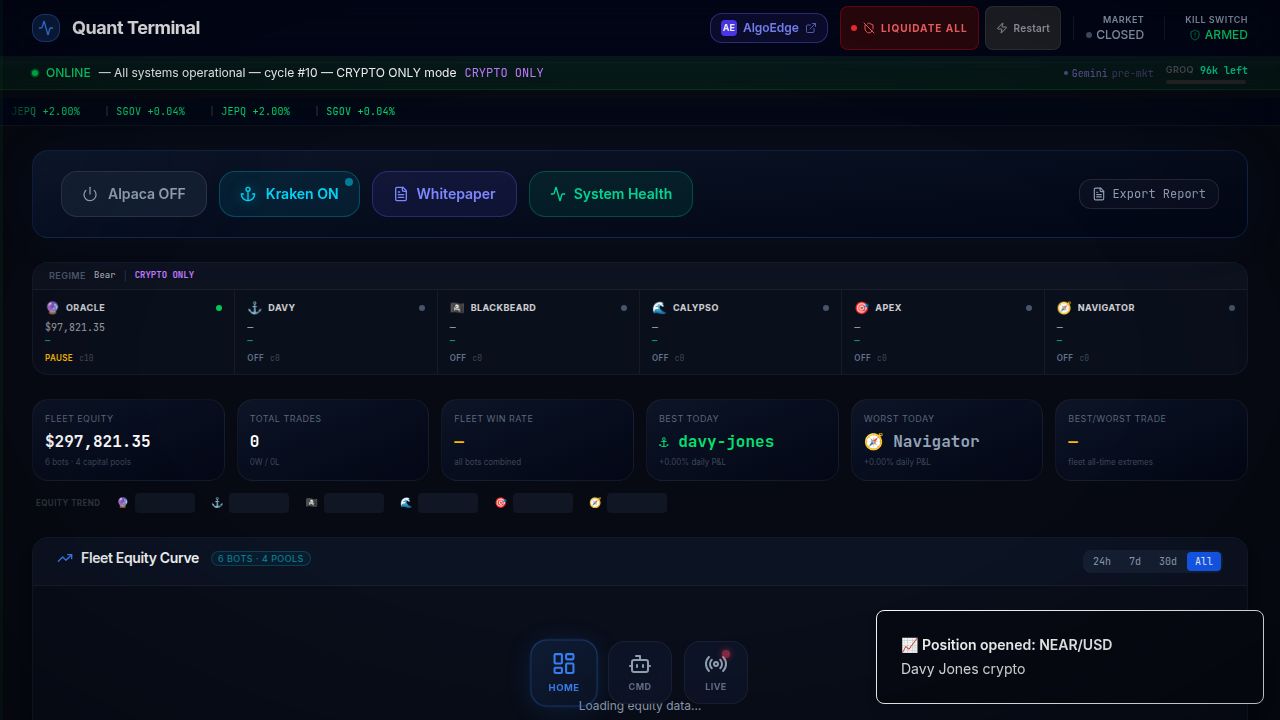 Quant Terminal
AE AlgoEdge
LIQUIDATE ALL
Restart
MARKET
CLOSED
KILL SWITCH
ARMED
ONLINE — All systems operational — cycle #10 — CRYPTO ONLY mode CRYPTO ONLY
Gemini pre-mkt
GROQ 96k left
JEPQ +2.00% | SGOV +0.04% | JEPQ +2.00% | SGOV +0.04%
Alpaca OFF
Kraken ON
Whitepaper
System Health
Export Report
REGIME Bear | CRYPTO ONLY
ORACLE
$97,821.35
—
PAUSE c10
DAVY
—
—
OFF c0
BLACKBEARD
—
—
OFF c0
CALYPSO
—
—
OFF c0
APEX
—
—
OFF c0
NAVIGATOR
—
—
OFF c0
FLEET EQUITY
$297,821.35
6 bots · 4 capital pools
TOTAL TRADES
0
0W / 0L
FLEET WIN RATE
—
all bots combined
BEST TODAY
⚓ davy-jones
+0.00% daily P&L
WORST TODAY
🧭 Navigator
+0.00% daily P&L
BEST/WORST TRADE
—
fleet all-time extremes
EQUITY TREND
Fleet Equity Curve
6 BOTS · 4 POOLS
24h 7d 30d All
HOME
CMD
LIVE
Loading equity data...
📈 Position opened: NEAR/USD
Davy Jones crypto